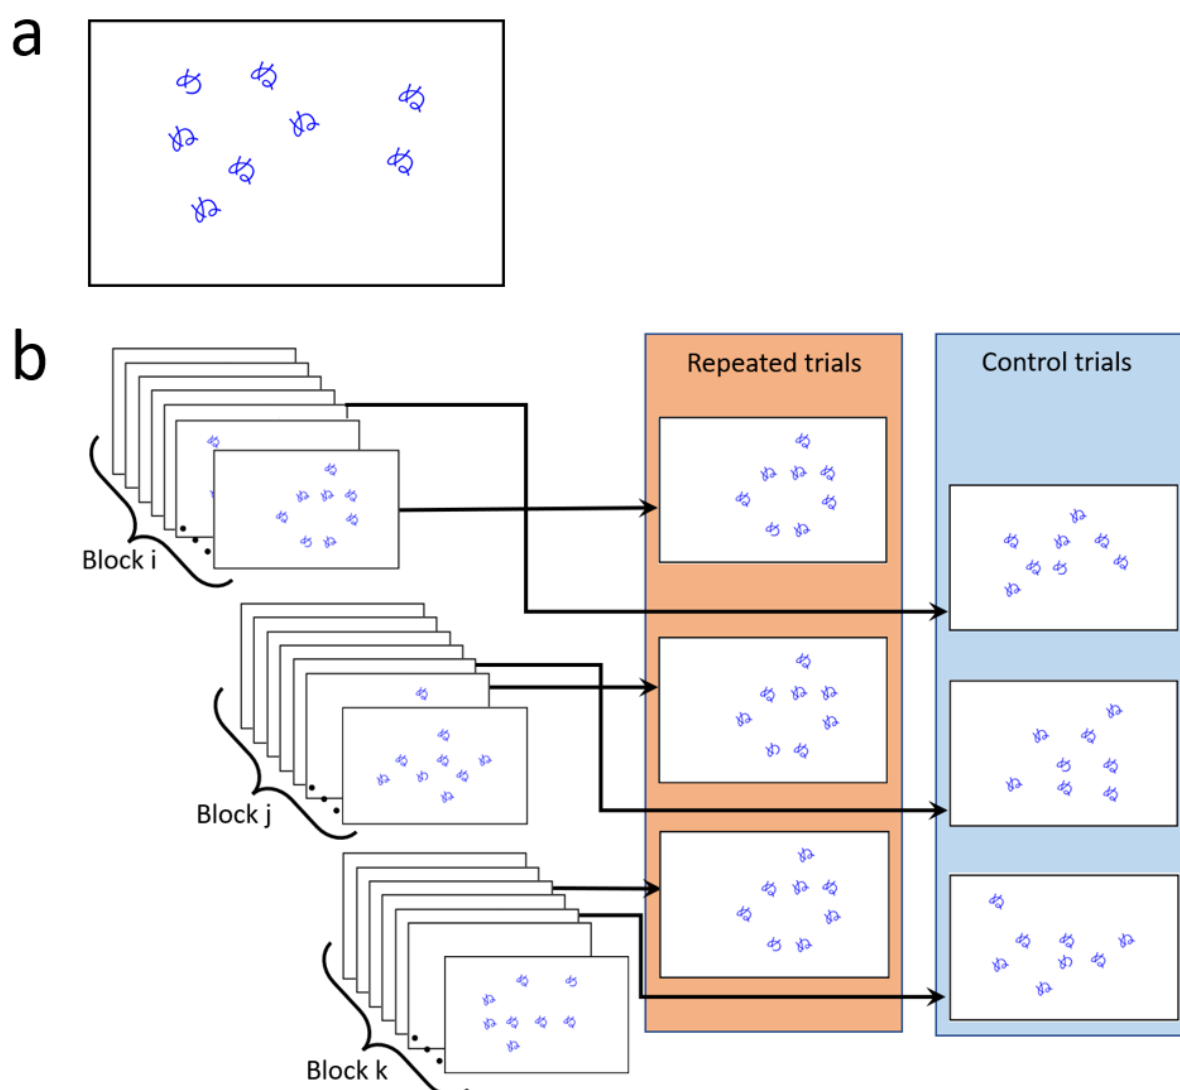 a
b
Repeated trials
Control trials
Block i
Block j
Block k